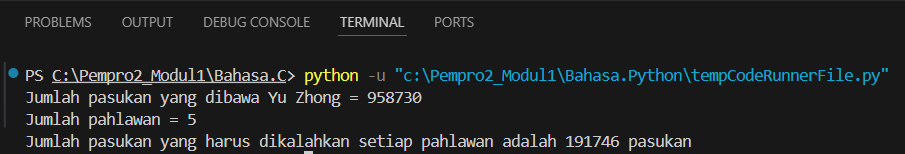 PROBLEMS OUTPUT DEBUG CONSOLE TERMINAL PORTS
PS C:\Pempro2_Modul1\Bahasa.C> python -u "c:\Pempro2_Modul1\Bahasa.Python\tempCodeRunnerFile.py"
Jumlah pasukan yang dibawa Yu Zhong = 958730
Jumlah pahlawan = 5
Jumlah pasukan yang harus dikalahkan setiap pahlawan adalah 191746 pasukan